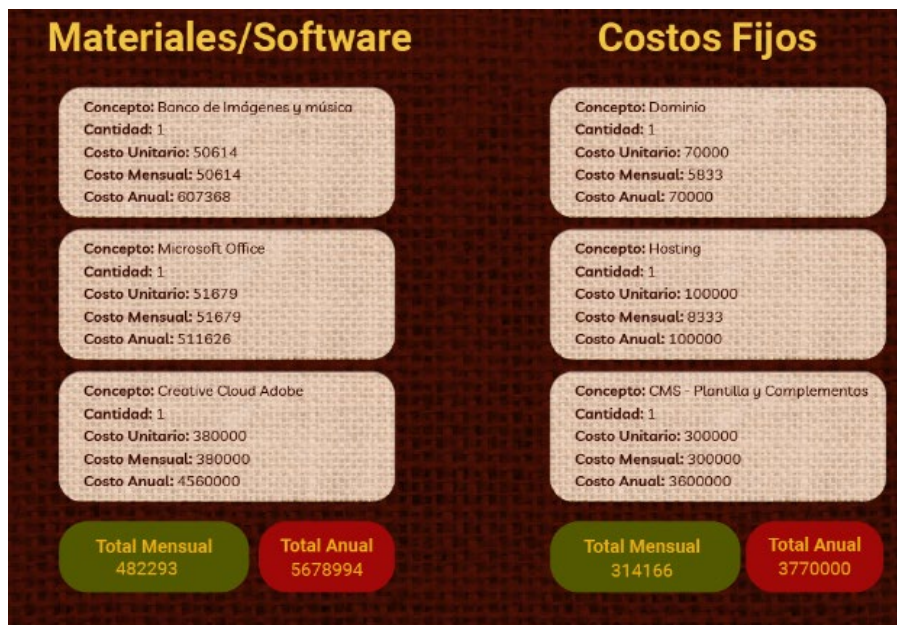 Materiales/Software
Concepto: Banco de Imágenes y música
Cantidad: 1
Costo Unitario: 50614
Costo Mensual: 50614
Costo Anual: 607368
Concepto: Microsoft Office
Cantidad: 1
Costo Unitario: 51679
Costo Mensual: 51679
Costo Anual: 511626
Concepto: Creative Cloud Adobe
Cantidad: 1
Costo Unitario: 380000
Costo Mensual: 380000
Costo Anual: 4560000
Total Mensual
482293
Total Anual
5678994
Costos Fijos
Concepto: Dominio
Cantidad: 1
Costo Unitario: 70000
Costo Mensual: 5833
Costo Anual: 70000
Concepto: Hosting
Cantidad: 1
Costo Unitario: 100000
Costo Mensual: 8333
Costo Anual: 100000
Concepto: CMS - Plantilla y Complementos
Cantidad: 1
Costo Unitario: 300000
Costo Mensual: 300000
Costo Anual: 3600000
Total Mensual
314166
Total Anual
3770000